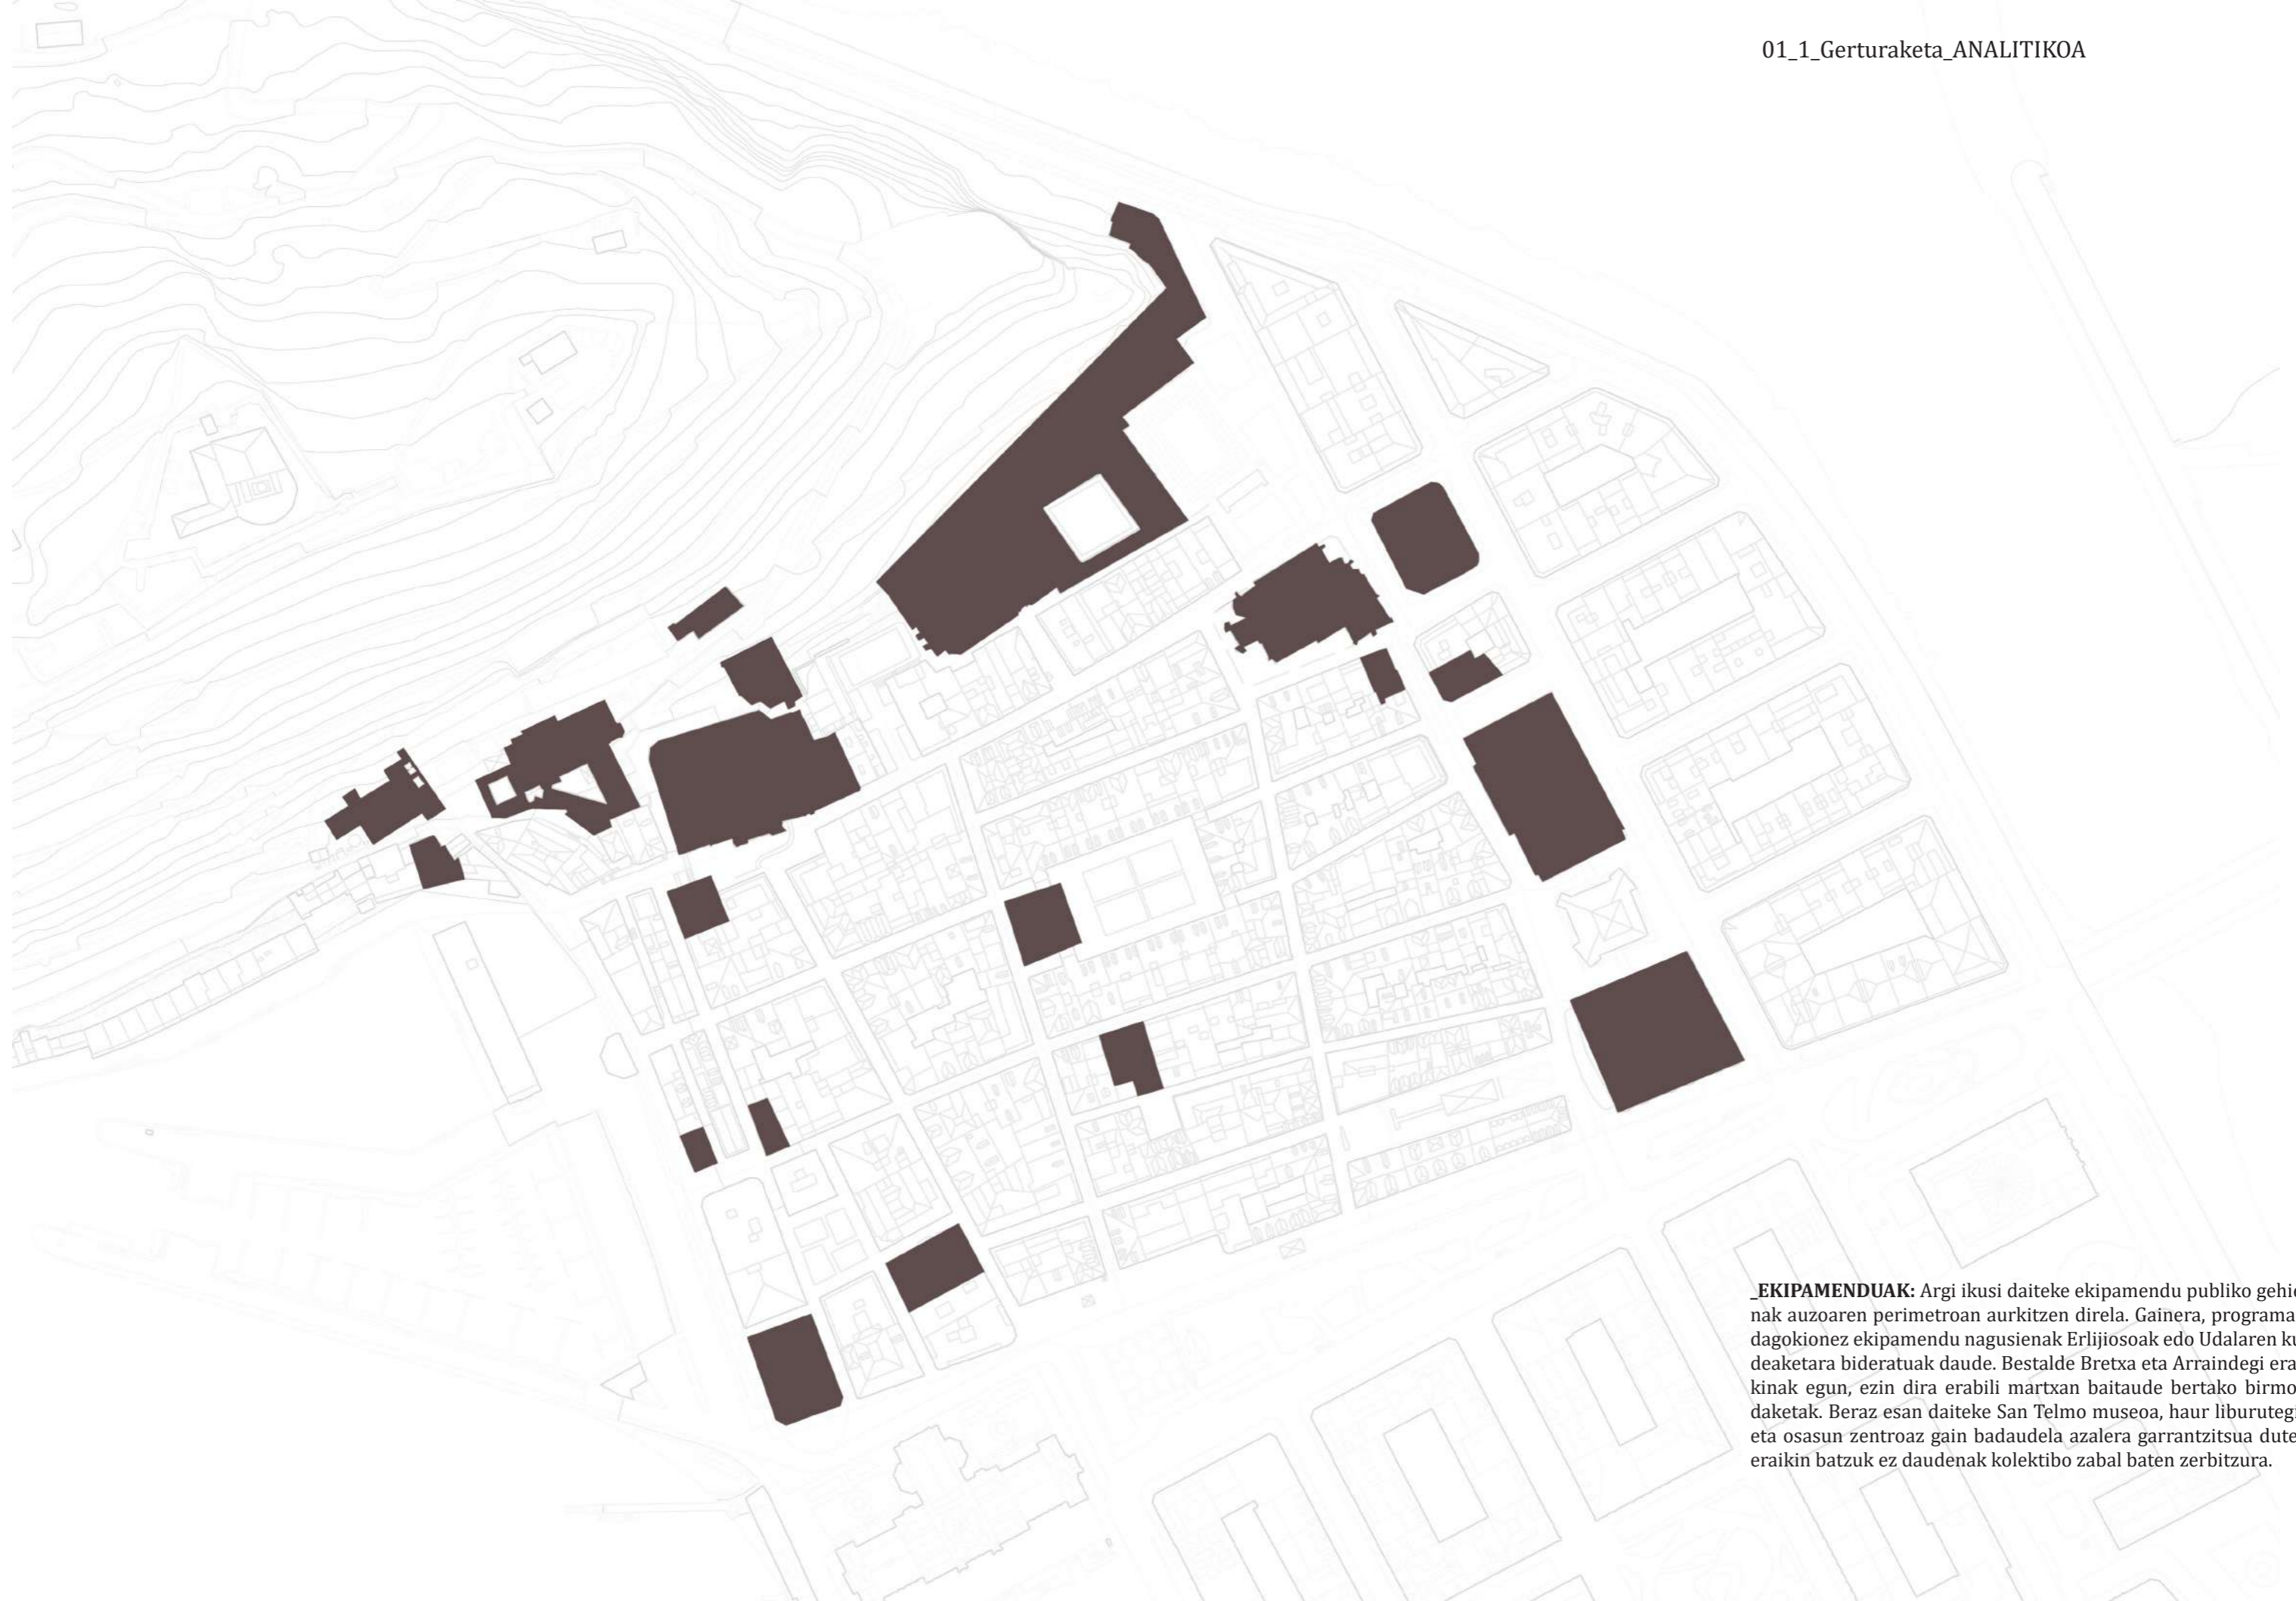 01_1_Gerturaketa_ANALITIKOA
_EKIPAMENDUAK: Argi ikusi daiteke ekipamendu publiko gehie
nak auzoaren perimetroan aurkitzen direla. Gainera, programa
dagokionez ekipamendu nagusienak Erlijiosoak edo Udalaren ku
deaketara bideratuak daude. Bestalde Bretxa eta Arraindegi era
kinak egun, ezin dira erabili martxan baitaude bertako birmo
daketak. Beraz esan daiteke San Telmo museoa, haur liburutegi
eta osasun zentroaz gain badaudela azalera garrantzitsua dute
eraikin batzuk ez daudenak kolektibo zabal baten zerbitzura.